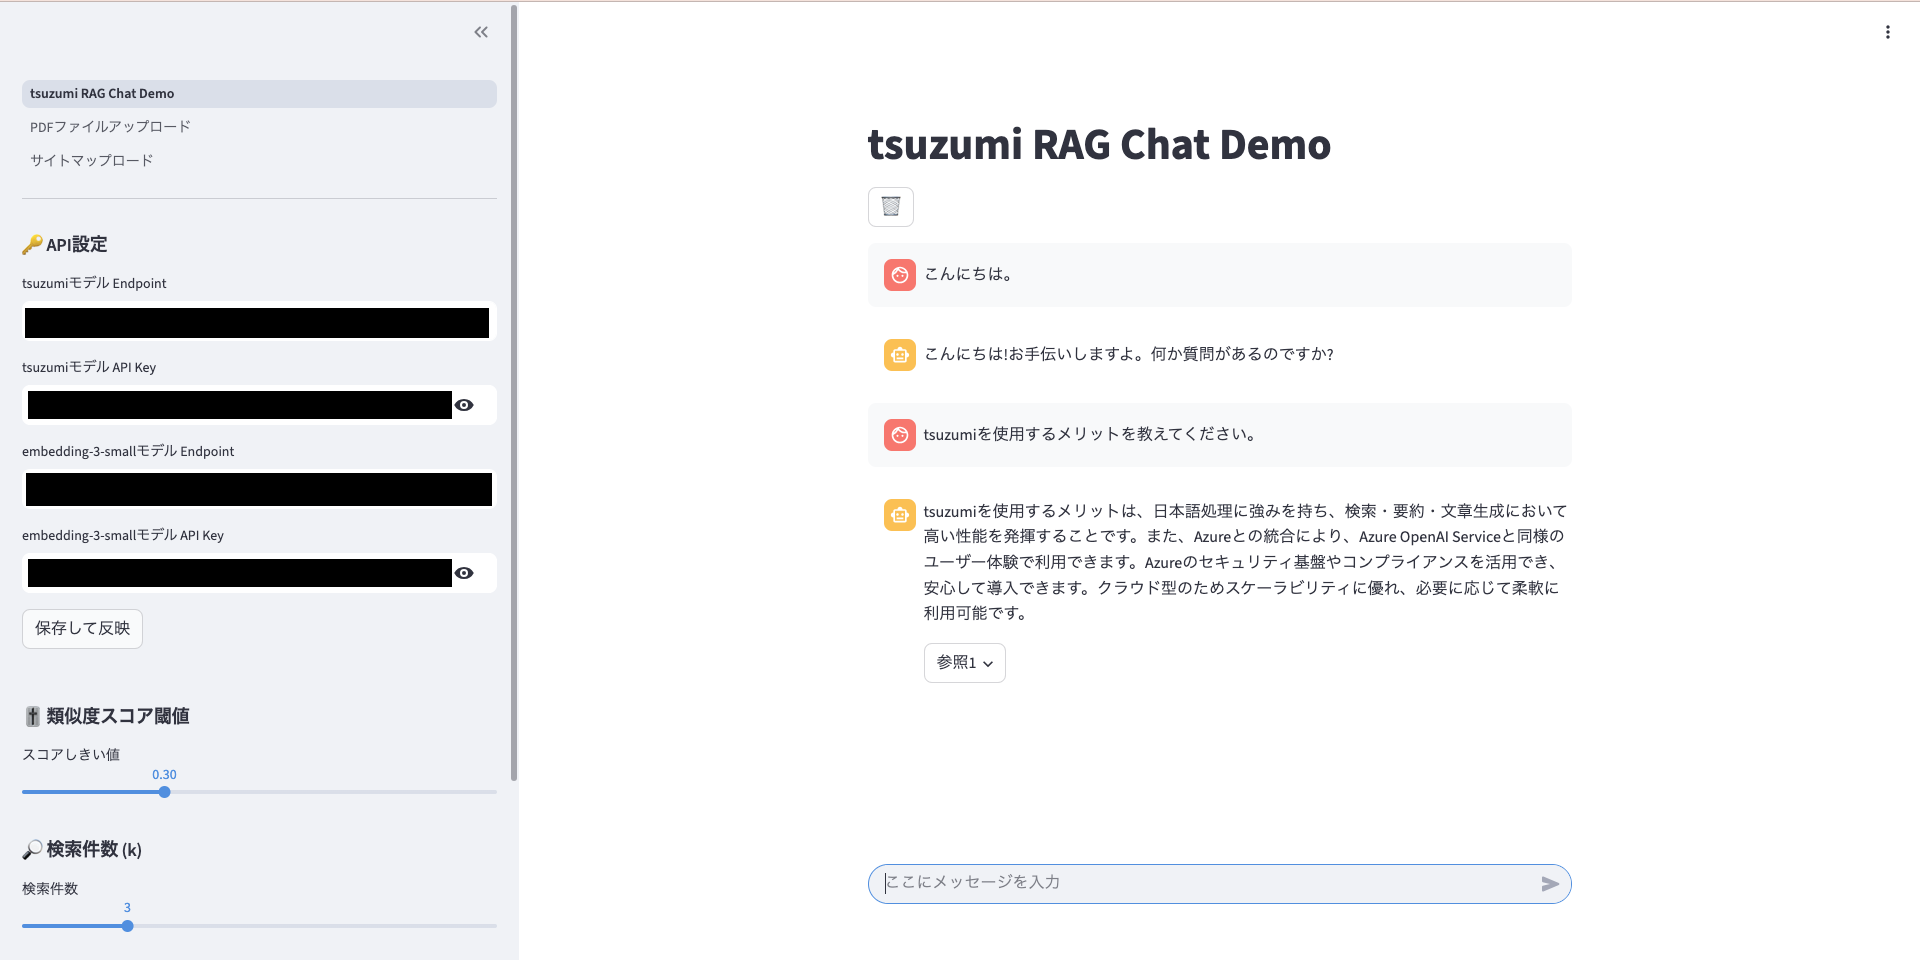 tsuzumi RAG Chat Demo
PDFファイルアップロード
サイトマップロード
API設定
tsuzumiモデル Endpoint
tsuzumiモデル API Key
embedding-3-smallモデル Endpoint
embedding-3-smallモデル API Key
保存して反映
類似度スコア閾値
スコアしきい値
0.30
検索件数 (k)
検索件数
3
tsuzumi RAG Chat Demo
こんにちは。
こんにちは!お手伝いしますよ。何か質問があるのですか?
tsuzumiを使用するメリットを教えてください。
tsuzumiを使用するメリットは、日本語処理に強みを持ち、検索・要約・文章生成において
高い性能を発揮することです。また、Azureとの統合により、Azure OpenAI Serviceと同様の
ユーザー体験で利用できます。Azureのセキュリティ基盤やコンプライアンスを活用でき、
安心して導入できます。クラウド型のためスケーラビリティに優れ、必要に応じて柔軟に
利用可能です。
参照1
ここにメッセージを入力